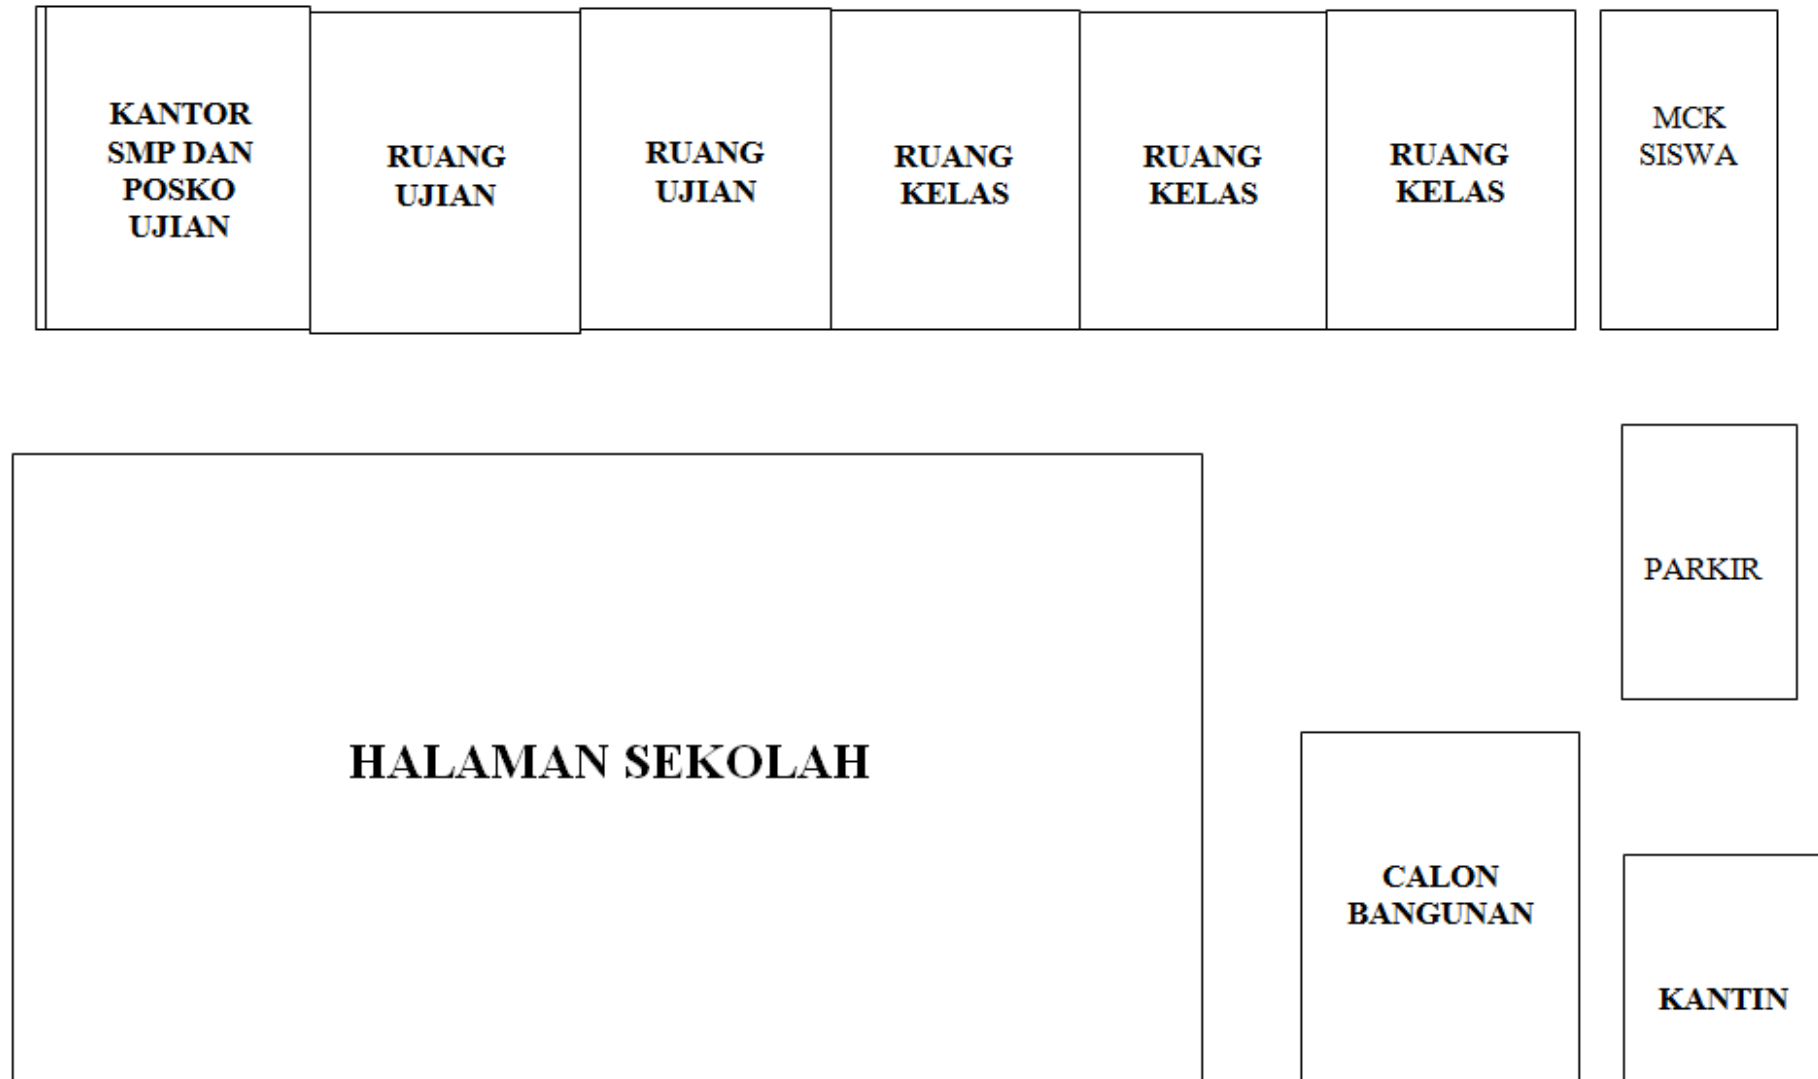 KANTOR
SMP DAN
POSKO
UJIAN
RUANG
UJIAN
RUANG
UJIAN
RUANG
KELAS
RUANG
KELAS
RUANG
KELAS
MCK
SISWA
PARKIR
HALAMAN SEKOLAH
CALON
BANGUNAN
KANTIN